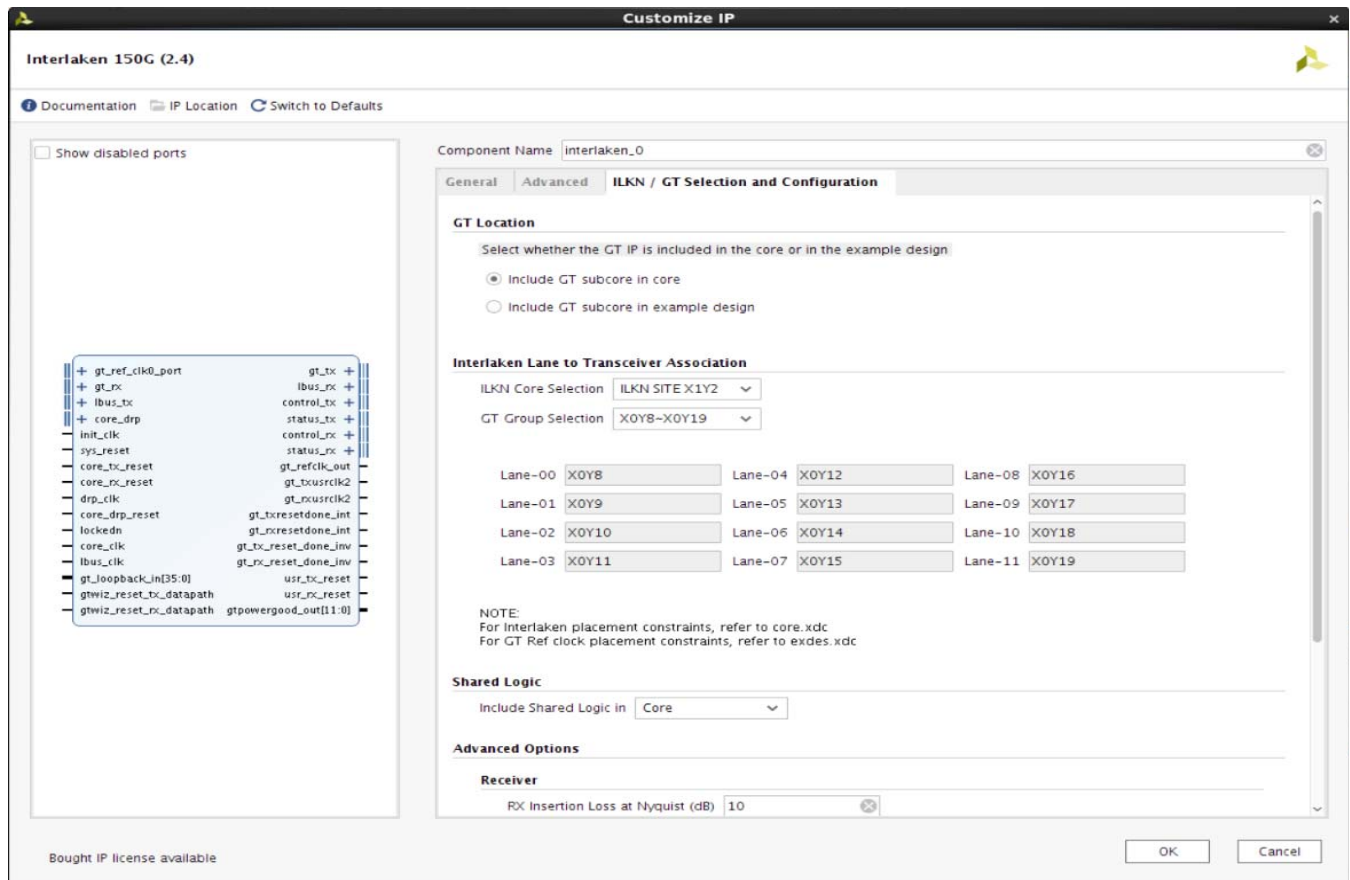 Customize IP
Interlaken 150G (2.4)
Documentation IP Location Switch to Defaults
Show disabled ports
gt_ref_clk0_port gt_tx
gt_rx lbus_rx
lbus_tx control_tx
core_drp status_tx
init_clk control_rx
sys_reset status_rx
core_tx_reset gt_refclk_out
core_rx_reset gt_txusrclk2
drp_clk gt_rxusrclk2
core_drp_reset gt_txresetdone_int
lockedn gt_rxresetdone_int
core_clk gt_tx_reset_done_inv
lbus_clk gt_rx_reset_done_inv
gt_loopback_in[35:0] usr_tx_reset
gtwiz_reset_tx_datapath usr_rx_reset
gtwiz_reset_rx_datapath gtpowergood_out[11:0]
Component Name interlaken_0
General Advanced ILKN / GT Selection and Configuration
GT Location
Select whether the GT IP is included in the core or in the example design
Include GT subcore in core
Include GT subcore in example design
Interlaken Lane to Transceiver Association
ILKN Core Selection ILKN SITE X1Y2
GT Group Selection X0Y8~X0Y19
Lane-00 X0Y8 Lane-04 X0Y12 Lane-08 X0Y16
Lane-01 X0Y9 Lane-05 X0Y13 Lane-09 X0Y17
Lane-02 X0Y10 Lane-06 X0Y14 Lane-10 X0Y18
Lane-03 X0Y11 Lane-07 X0Y15 Lane-11 X0Y19
NOTE:
For Interlaken placement constraints, refer to core.xdc
For GT Ref clock placement constraints, refer to exdes.xdc
Shared Logic
Include Shared Logic in Core
Advanced Options
Receiver
RX Insertion Loss at Nyquist (dB) 10
Bought IP license available
OK Cancel